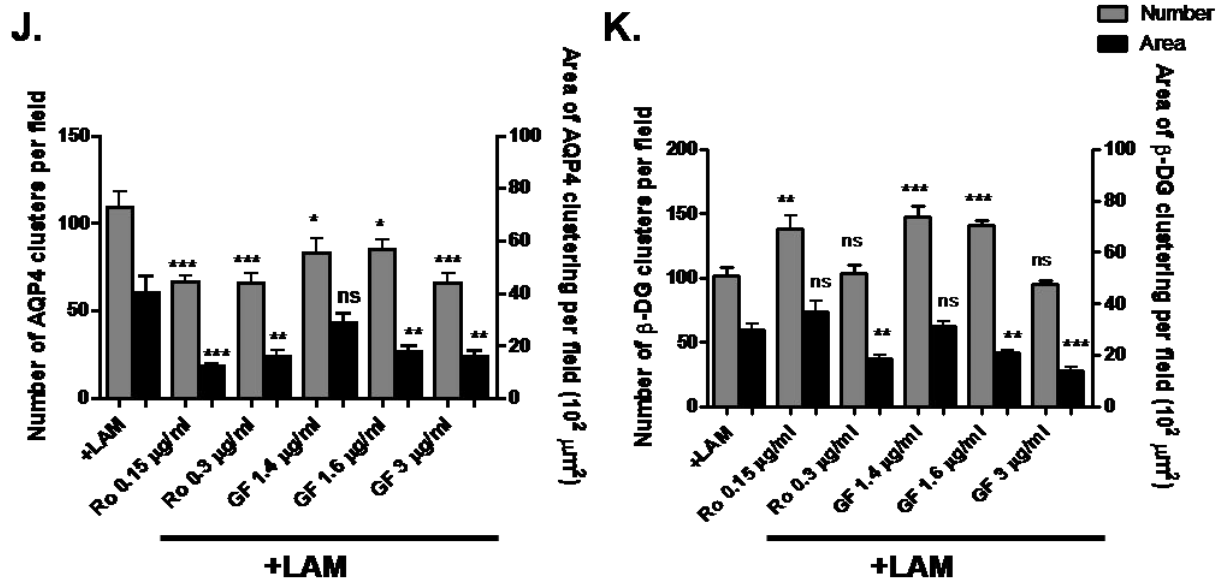 J.
Number of AQP4 clusters per field
150
100
50
0
*** *** * * ***
*** ** ns ** **
Area of AQP4 clustering per field (10² µm²)
100
80
60
40
20
0
+LAM
Ro 0.15 µg/ml
Ro 0.3 µg/ml
GF 1.4 µg/ml
GF 1.6 µg/ml
GF 3 µg/ml
+LAM
K.
Number
Area
Number of β-DG clusters per field
200
150
100
50
0
** ns *** *** ns
ns ** ns ** ***
Area of β-DG clustering per field (10² µm²)
100
80
60
40
20
0
+LAM
Ro 0.15 µg/ml
Ro 0.3 µg/ml
GF 1.4 µg/ml
GF 1.6 µg/ml
GF 3 µg/ml
+LAM